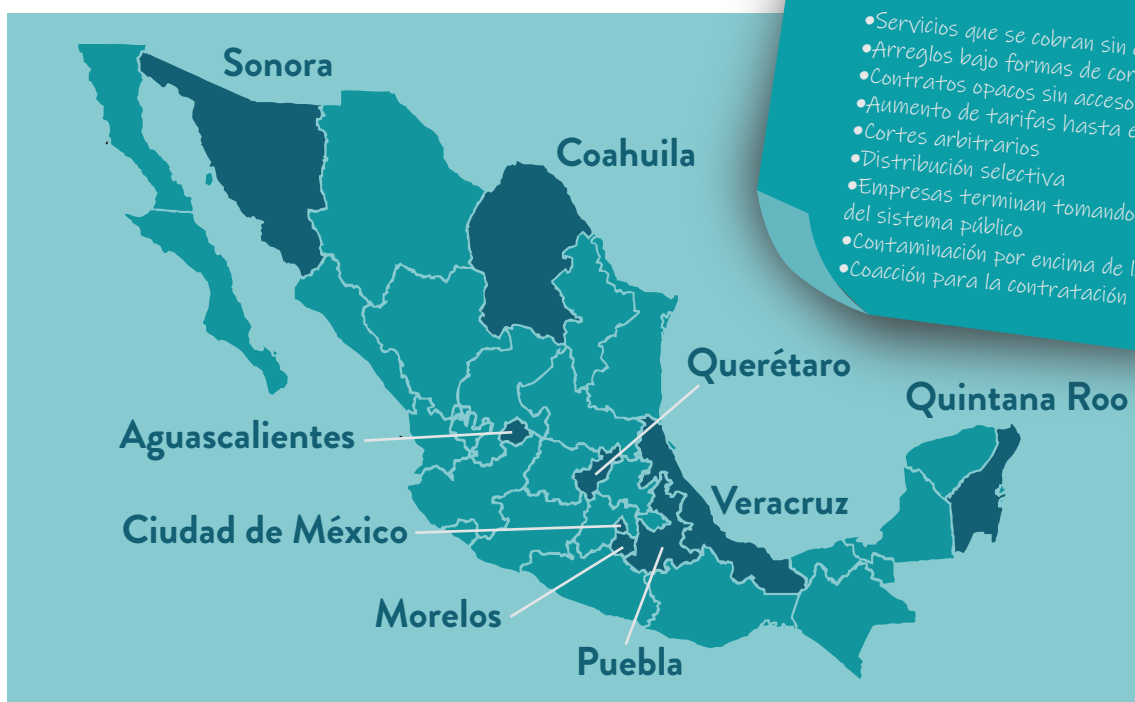 •Servicios que se cobran sin
•Arreglos bajo formas de
•Contratos opacos sin acceso
•Aumento de tarifas hasta
•Cortes arbitrarios
•Distribución selectiva
•Empresas terminan tomando
del sistema público
•Contaminación por encima de
•Coacción para la contratación
Sonora
Coahuila
Querétaro
Quintana Roo
Aguascalientes
Veracruz
Ciudad de México
Morelos
Puebla